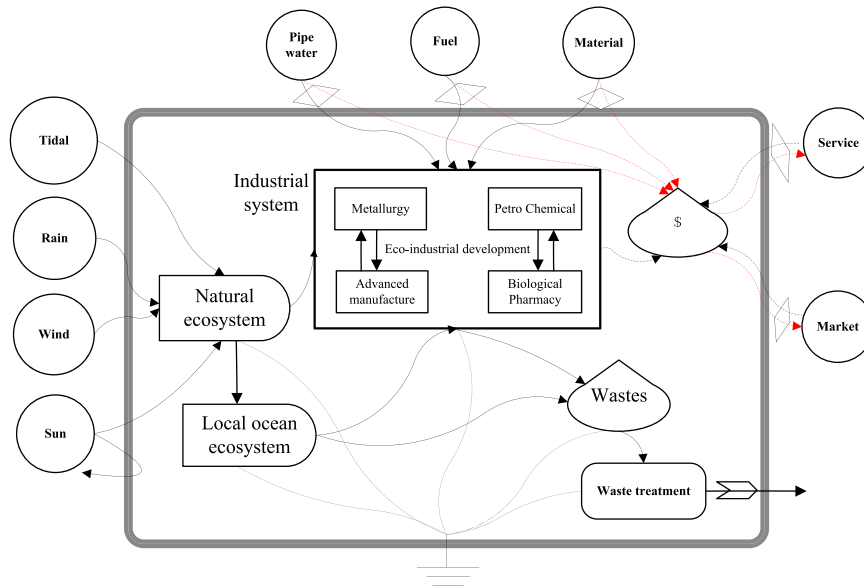 Pipe
water
Fuel
Material
Tidal
Service
Industrial
system
Metallurgy
Petro Chemical
$
Rain
Eco-industrial development
Advanced
manufacture
Biological
Pharmacy
Natural
ecosystem
Wind
Market
Wastes
Sun
Local ocean
ecosystem
Waste treatment